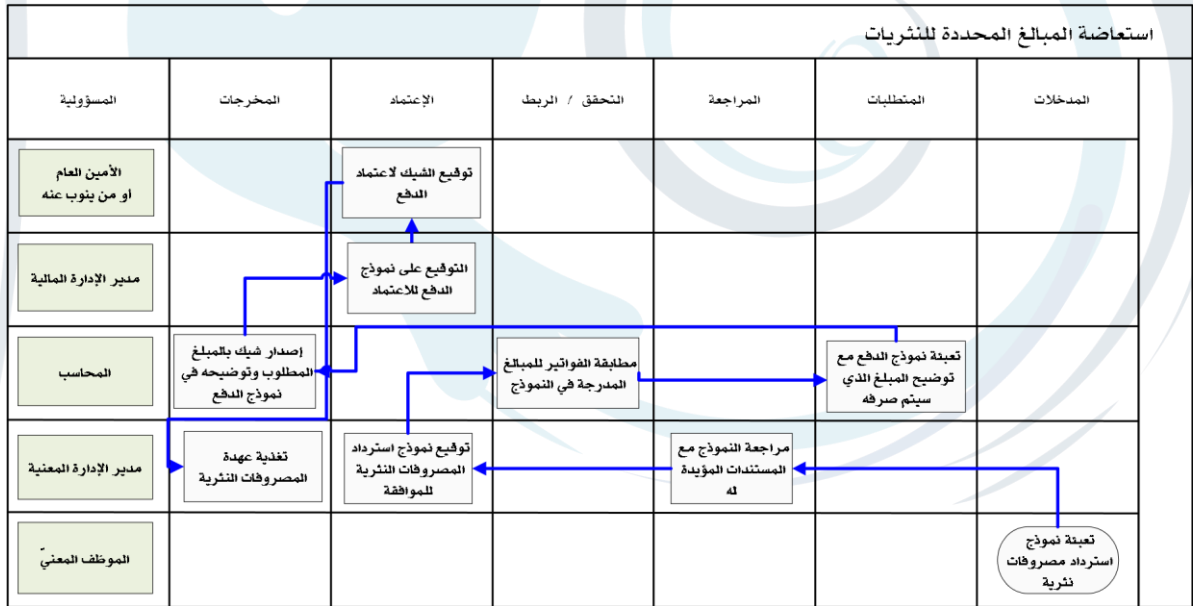 استعاضة المبالغ المحددة للنثريات
المدخلات
المتطلبات
المراجعة
التحقق / الربط
الإعتماد
المخرجات
المسؤولية
توقيع الشيك لاعتماد
الدفع
الأمين العام
او من ينوب عنه
التوقيع على نموذج
الدفع للاعتماد
مدير الإدارة المالية
تعبئة نموذج الدفع مع
توضيح المبلغ الذي
سيتم صرفه
مطابقة الفواتير للمبالغ
المدرجة في النموذج
إصدار شيك بالمبلغ
المطلوب وتوضيحه في
نموذج الدفع
المحاسب
مراجعة النموذج مع
المستندات المؤيدة
له
توقيع نموذج استرداد
المصروفات النثرية
للموافقة
تغذية عهدة
المصروفات النثرية
مدير الإدارة المعنية
تعبئة نموذج
استرداد مصروفات
نثرية
الموظف المعنيّ